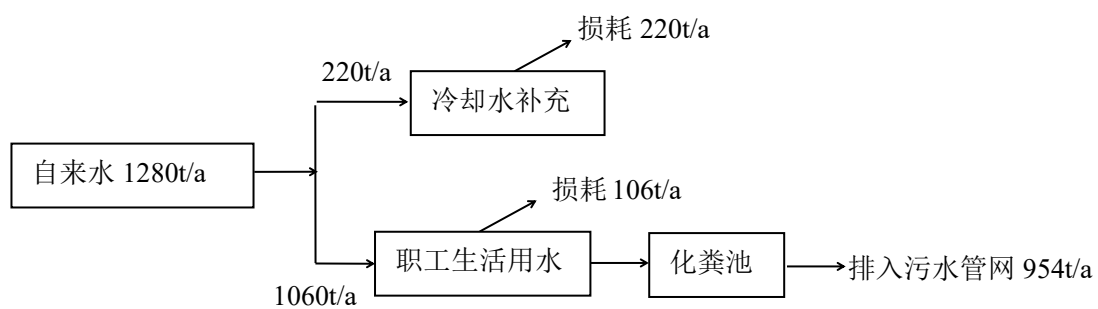 损耗 220t/a
220t/a
冷却水补充
自来水 1280t/a
损耗 106t/a
职工生活用水
化粪池
排入污水管网 954t/a
1060t/a